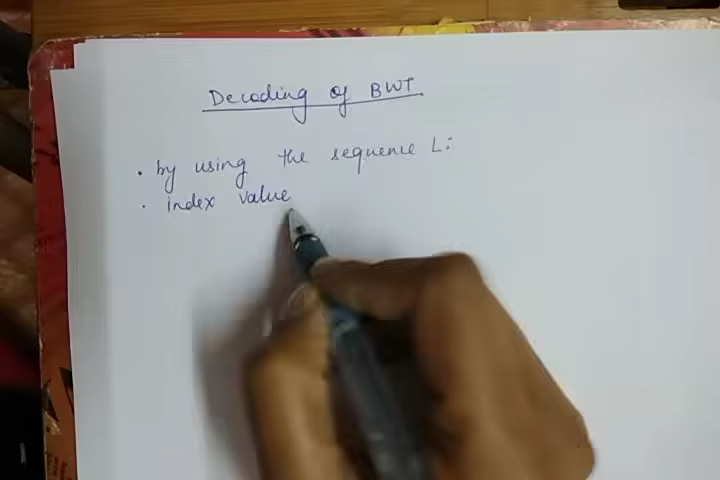 Decoding of BWT
. by using the sequence L:
. index value